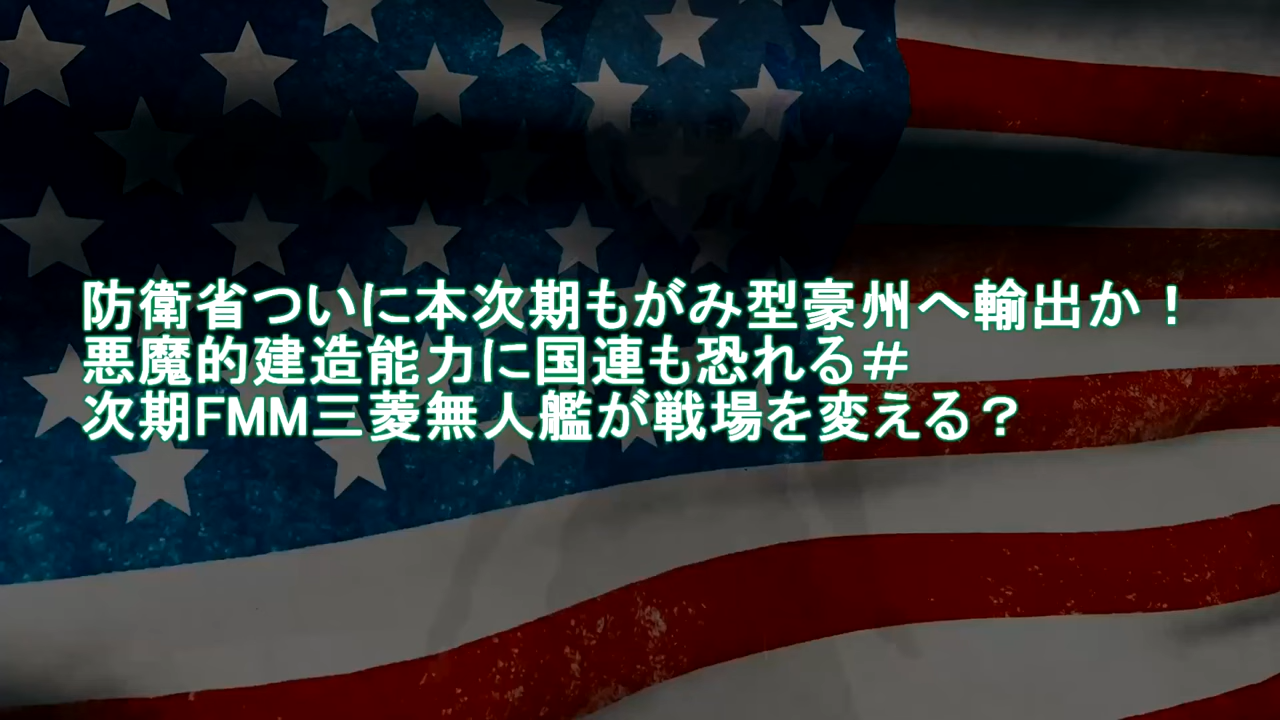 防衛省ついに本次期もがみ型豪州へ輸出か！
悪魔的建造能力に国連も恐れる＃
次期FMM三菱無人艦が戦場を変える？